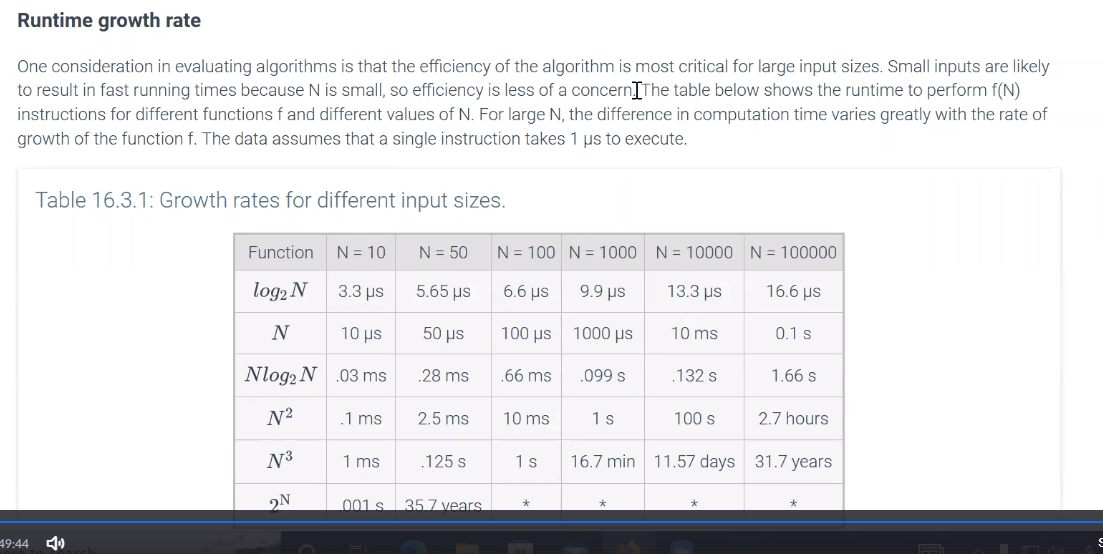 Runtime growth rate
One consideration in evaluating algorithms is that the efficiency of the algorithm is most critical for large input sizes. Small inputs are likely
to result in fast running times because N is small, so efficiency is less of a concern. The table below shows the runtime to perform f(N)
instructions for different functions f and different values of N. For large N, the difference in computation time varies greatly with the rate of
growth of the function f. The data assumes that a single instruction takes 1 µs to execute.
Table 16.3.1: Growth rates for different input sizes.
Function N = 10 N = 50 N = 100 N = 1000 N = 10000 N = 100000
log₂N 3.3 µs 5.65 µs 6.6 µs 9.9 µs 13.3 µs 16.6 µs
N 10 µs 50 µs 100 µs 1000 µs 10 ms 0.1 s
Nlog₂N .03 ms .28 ms .66 ms .099 s .132 s 1.66 s
N² .1 ms 2.5 ms 10 ms 1 s 100 s 2.7 hours
N³ 1 ms .125 s 1 s 16.7 min 11.57 days 31.7 years
2ᴺ .001 s 35.7 years * * * *
49:44